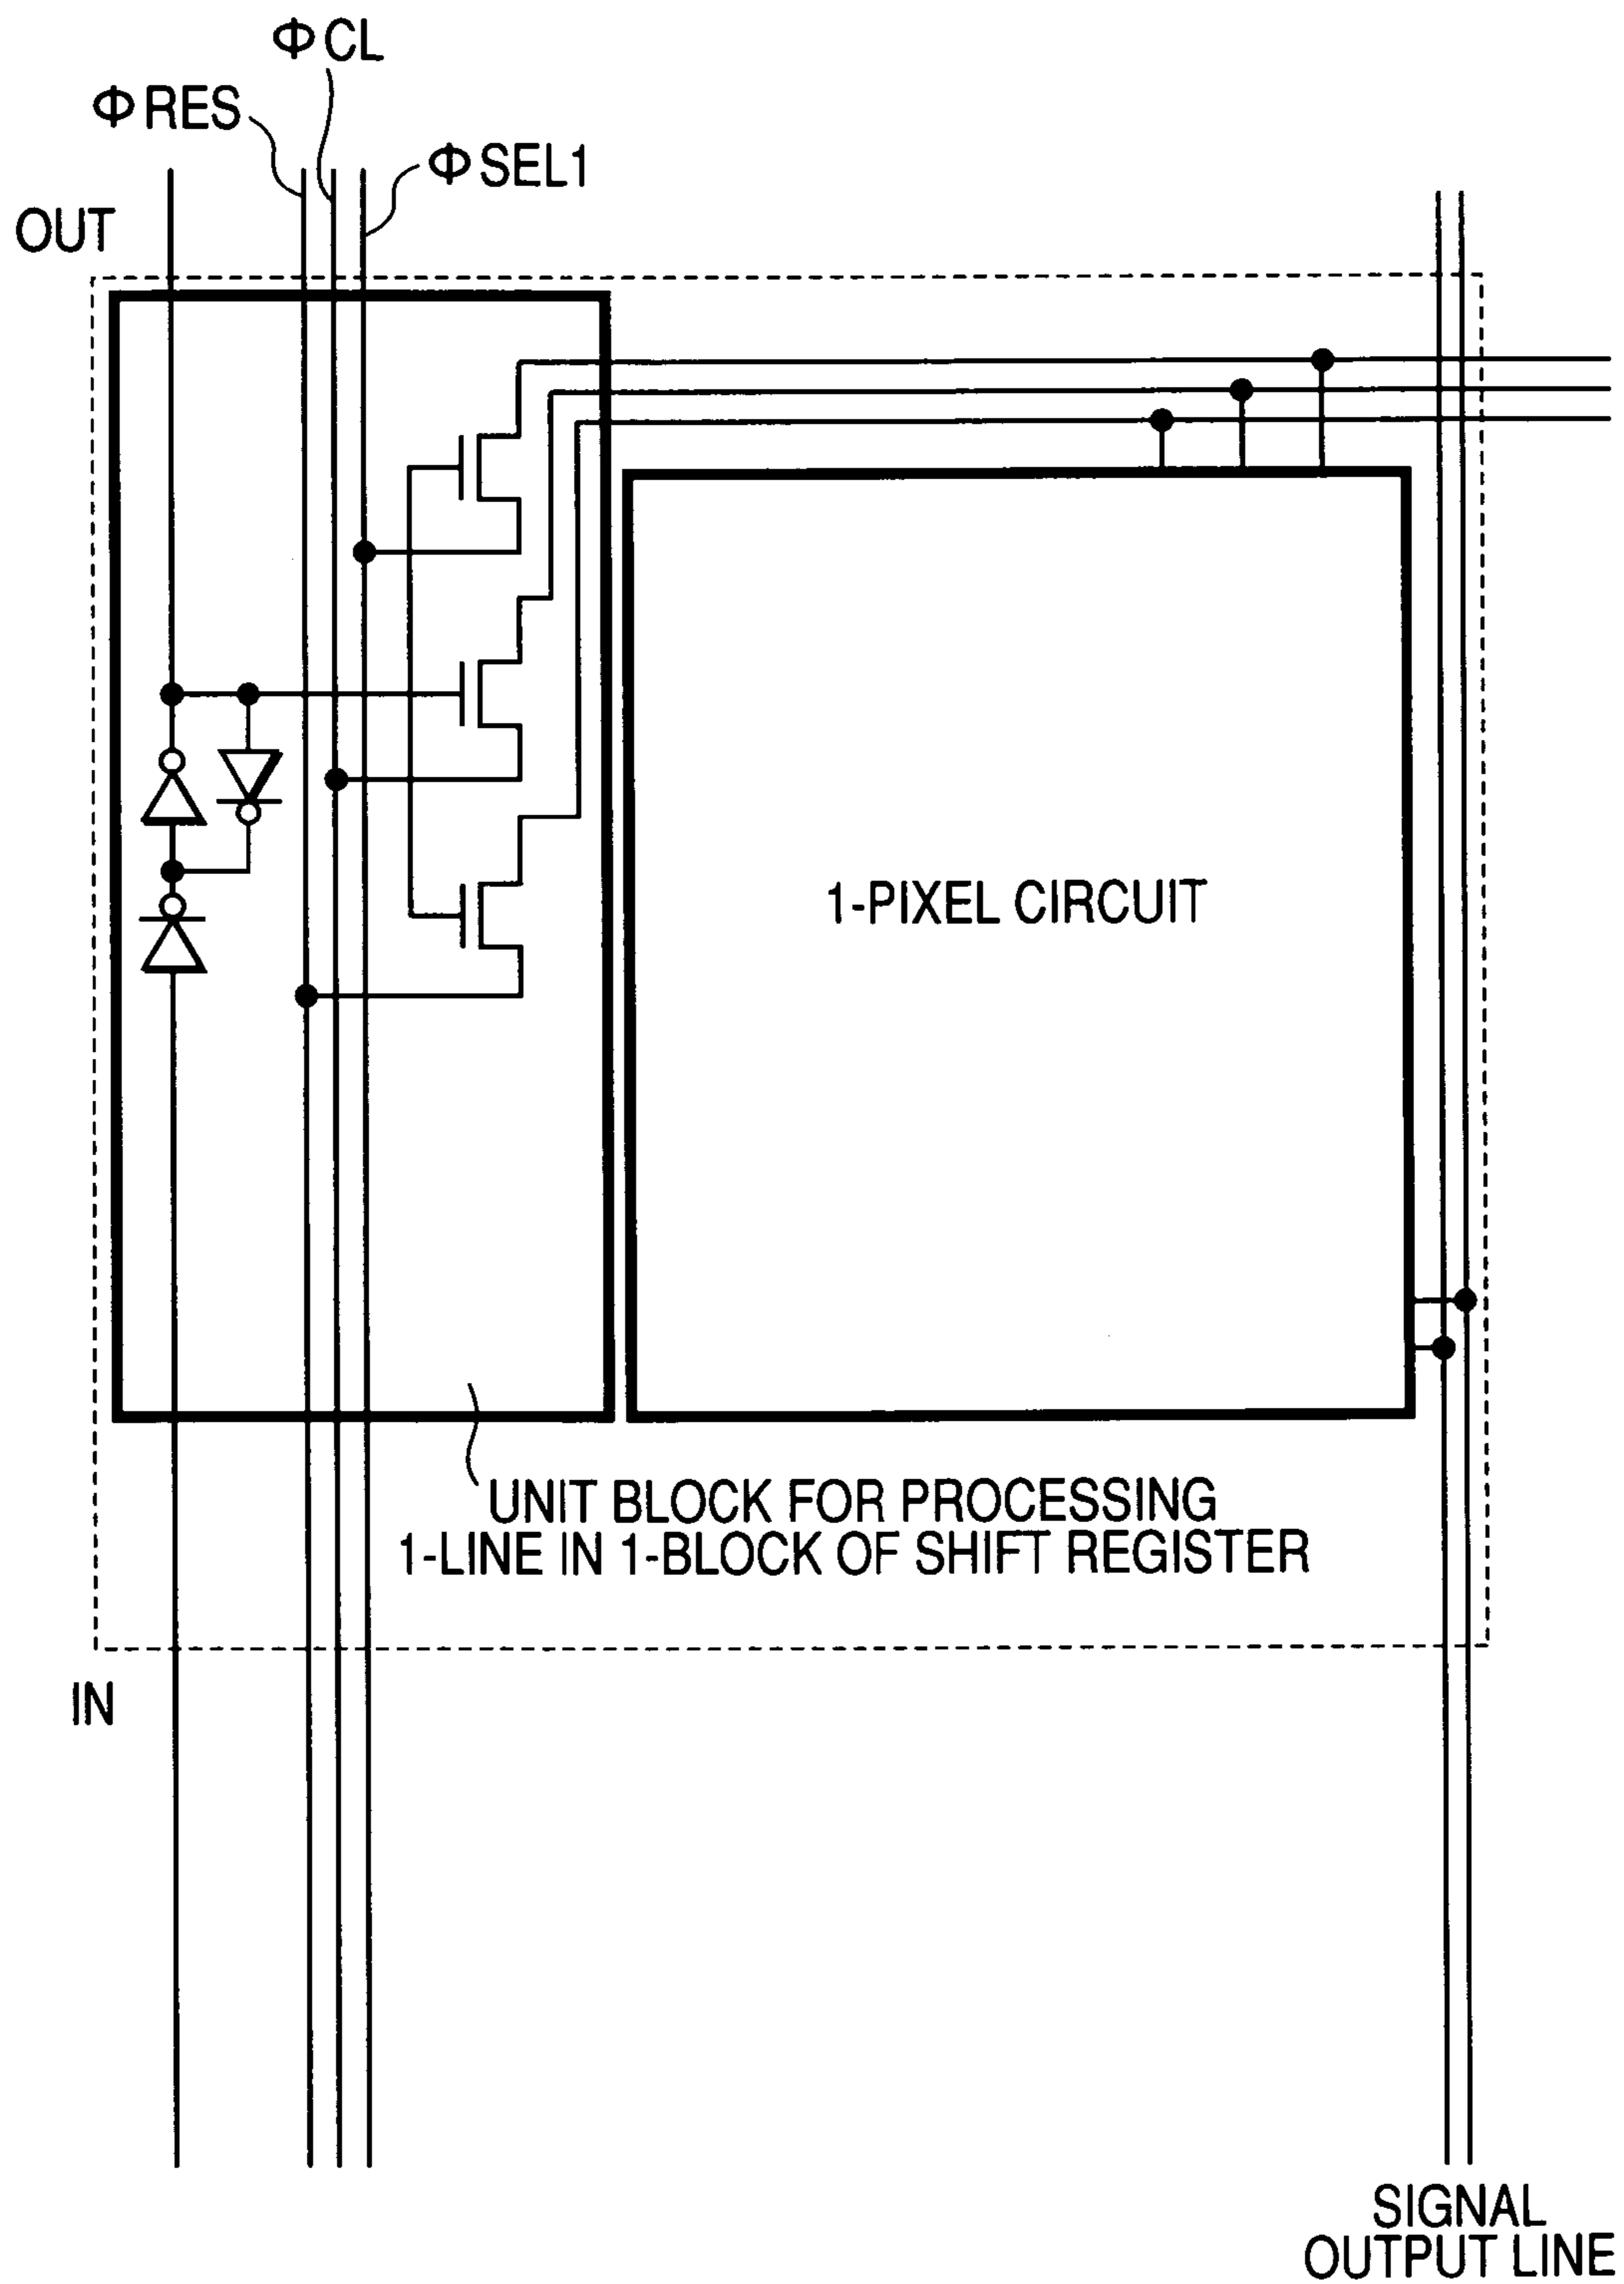 ΦCL
ΦRES
ΦSEL1
OUT
1-PIXEL CIRCUIT
UNIT BLOCK FOR PROCESSING
1-LINE IN 1-BLOCK OF SHIFT REGISTER
IN
SIGNAL
OUTPUT LINE